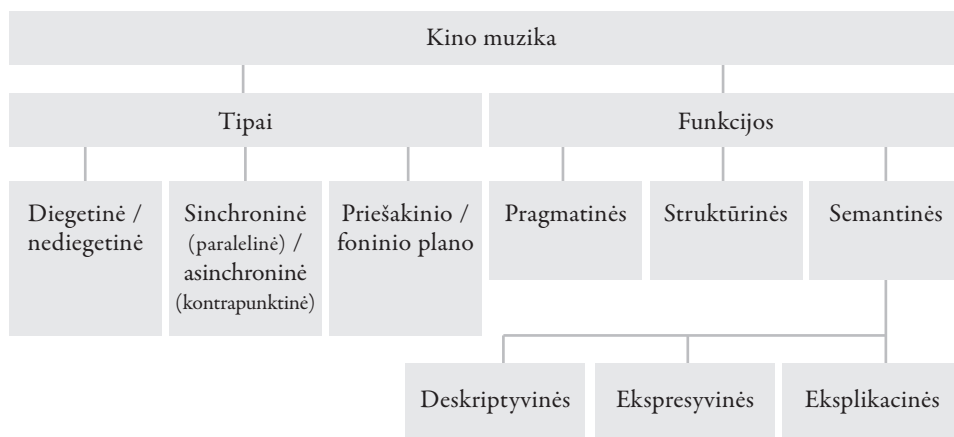 Kino muzika
Tipai
Funkcijos
Diegetinė /
nediegetinė
Sinchroninė
(paralelinė) /
asinchroninė
(kontrapunktinė)
Priešakinio /
foninio plano
Pragmatinės
Struktūrinės
Semantinės
Deskriptyvinės
Ekspresyvinės
Eksplikacinės